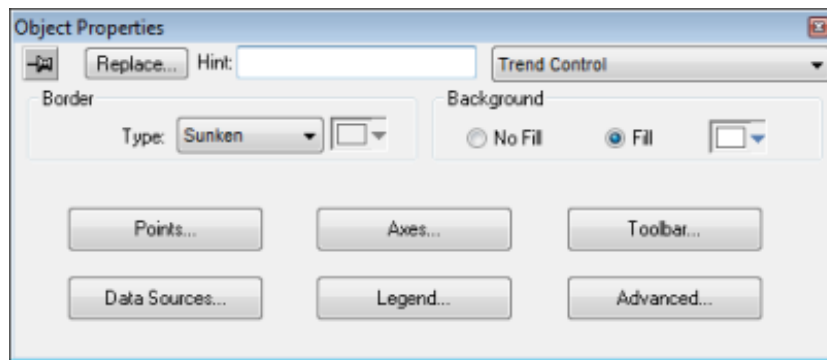 Object Properties
Replace... Hint: Trend Control
Border Background
Type: Sunken No Fill Fill
Points... Axes... Toolbar...
Data Sources... Legend... Advanced...